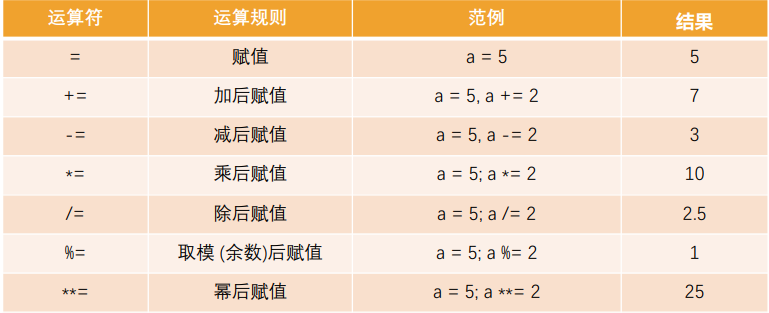 运算符 运算规则 范例 结果
= 赋值 a = 5 5
+= 加后赋值 a = 5, a += 2 7
-= 减后赋值 a = 5, a -= 2 3
*= 乘后赋值 a = 5; a *= 2 10
/= 除后赋值 a = 5; a /= 2 2.5
%= 取模 (余数)后赋值 a = 5; a %= 2 1
**= 幂后赋值 a = 5; a **= 2 25